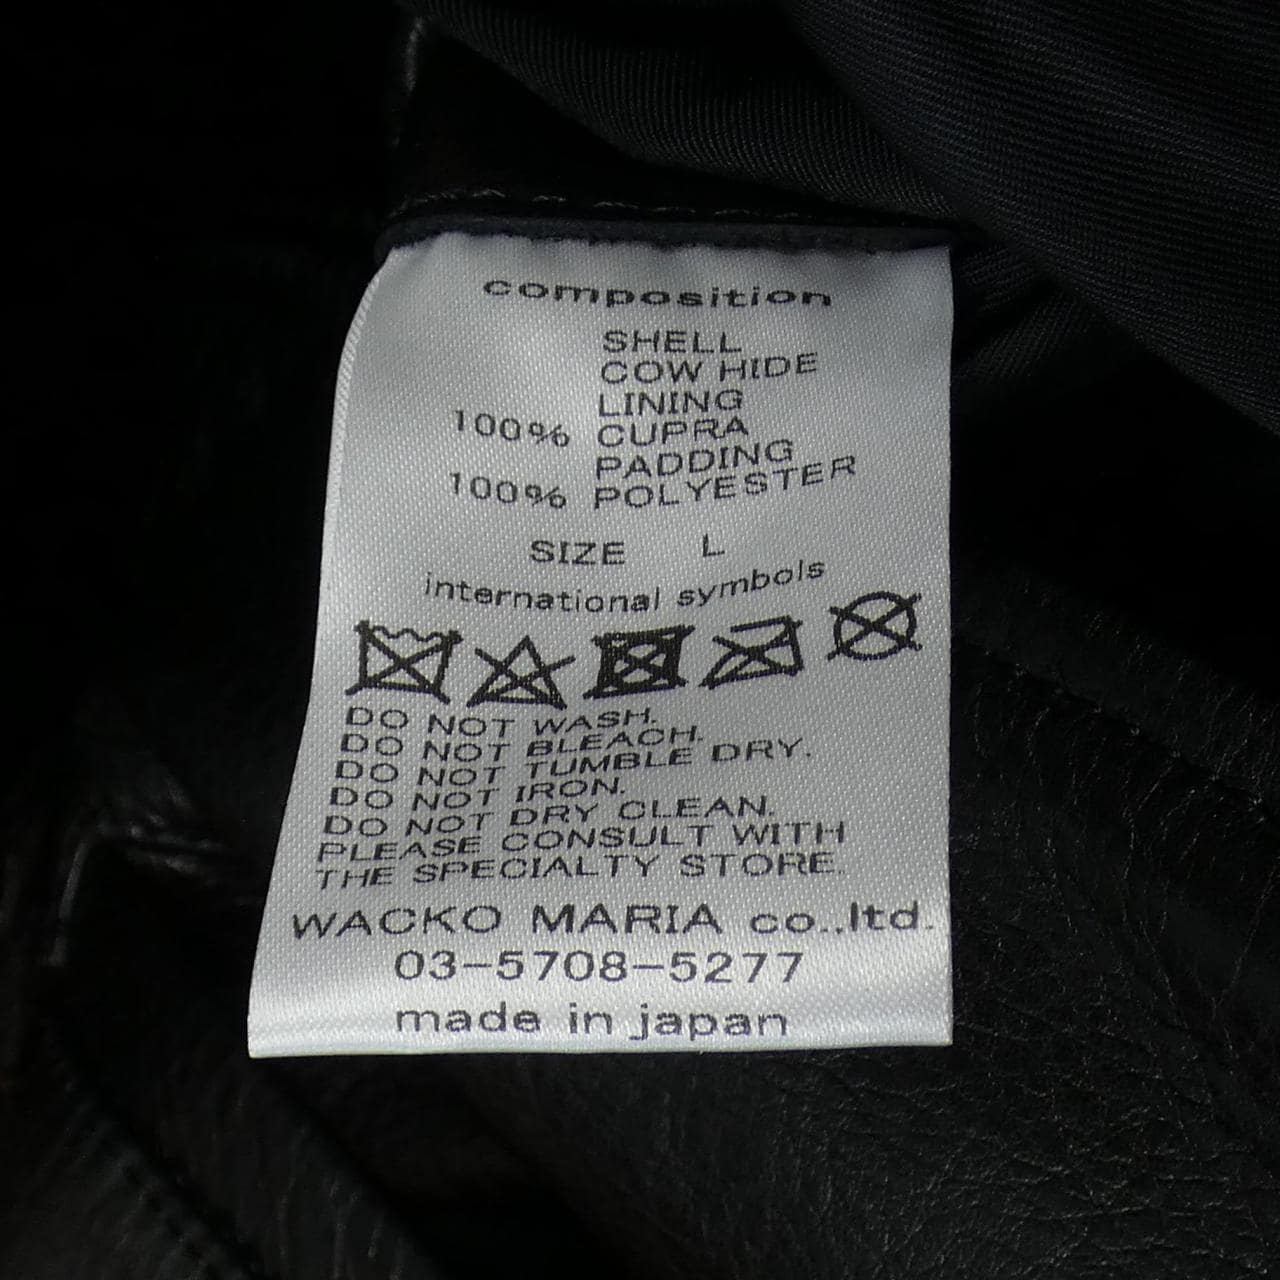 composition
SHELL
COW HIDE
LINING
100% CUPRA
PADDING
100% POLYESTER
SIZE L
international symbols
DO NOT WASH.
DO NOT BLEACH.
DO NOT TUMBLE DRY.
DO NOT IRON.
DO NOT DRY CLEAN.
PLEASE CONSULT WITH
THE SPECIALTY STORE.
WACKO MARIA co.,ltd.
03-5708-5277
made in japan